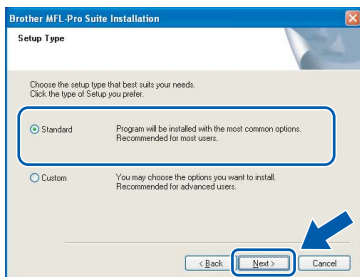 Brother MFL-Pro Suite Installation
Setup Type
Choose the setup type that best suits your needs.
Click the type of Setup you prefer.
Standard
Program will be installed with the most common options.
Recommended for most users.
Custom
You may choose the options you want to install.
Recommended for advanced users.
< Back Next > Cancel